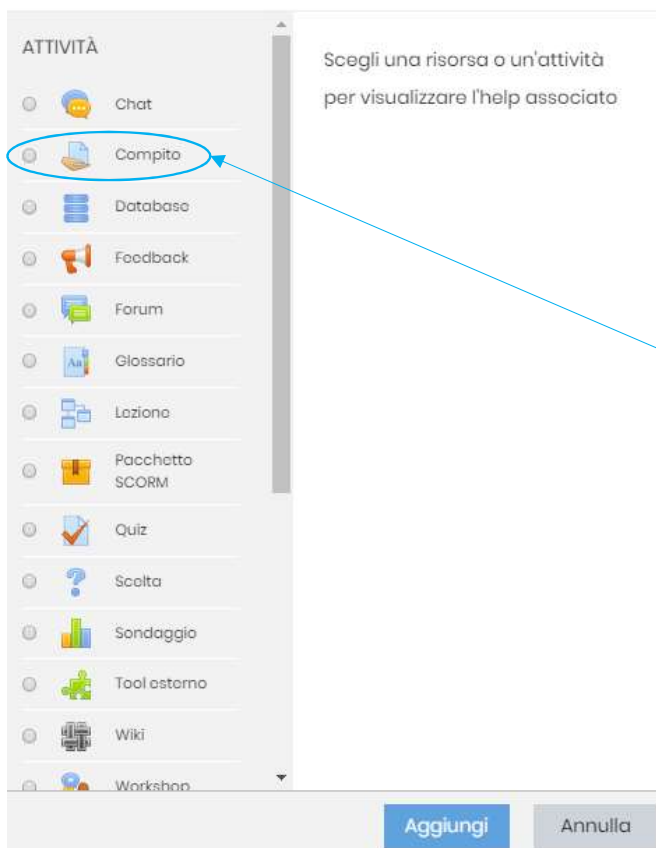 ATTIVITÀ
Chat
Compito
Database
Feedback
Forum
Glossario
Lezione
Pacchetto
SCORM
Quiz
Scelta
Sondaggio
Tool esterno
Wiki
Workshop
Scegli una risorsa o un'attività
per visualizzare l'help associato
Aggiungi
Annulla